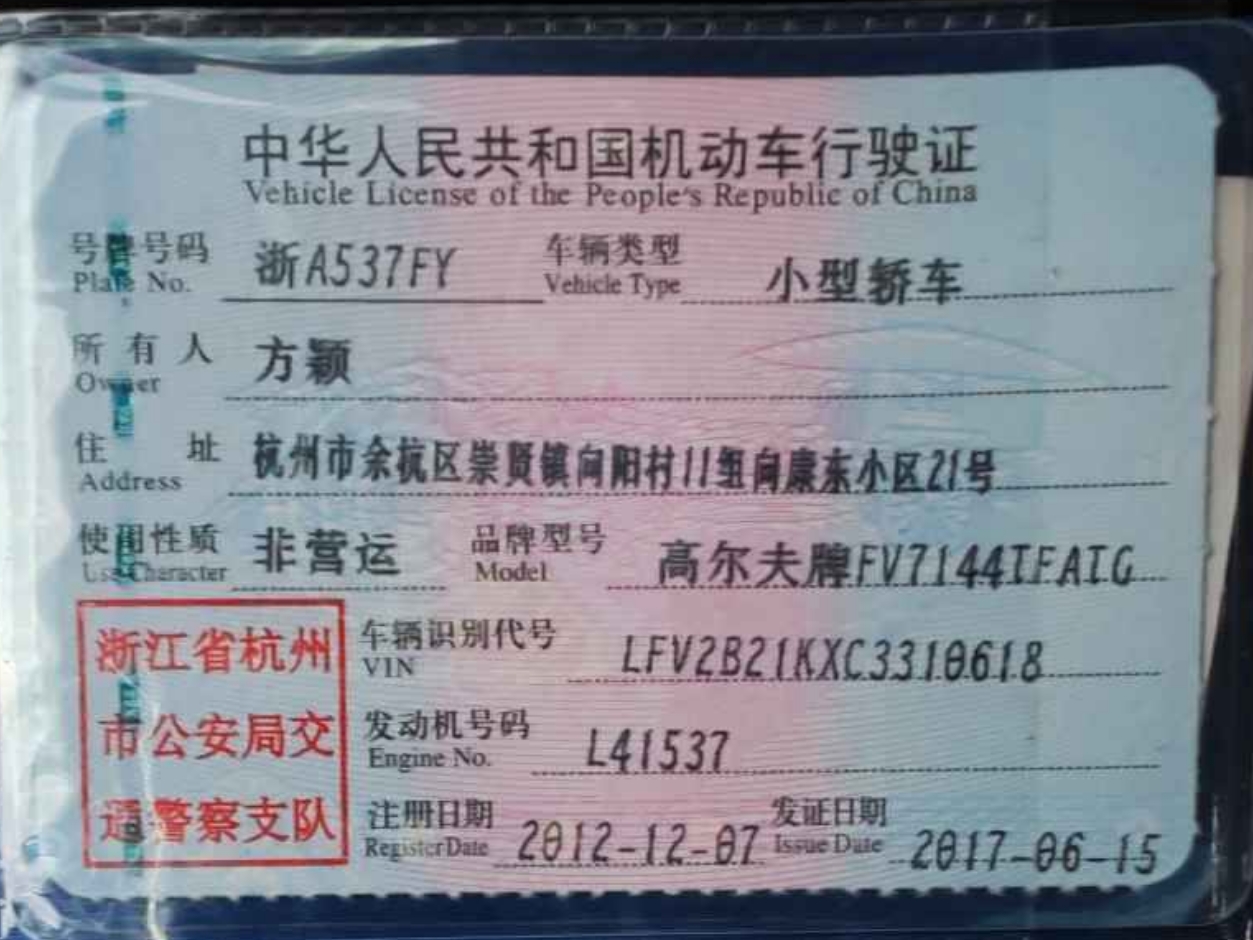 中华人民共和国机动车行驶证
Vehicle License of the People's Republic of China
号牌号码 浙A537FY 车辆类型 小型轿车
Plate No. Vehicle Type
所有人 方颖
Owner
住址 杭州市余杭区崇贤镇向阳村11组向康东小区21号
Address
使用性质 非营运 品牌型号 高尔夫牌FV7144TFATG
Use Character Model
浙江省杭州
市公安局交
通警察支队
车辆识别代号 LFV2B21KXC3310618
VIN
发动机号码 L41537
Engine No.
注册日期 2012-12-07 发证日期 2017-06-15
Register Date Issue Date